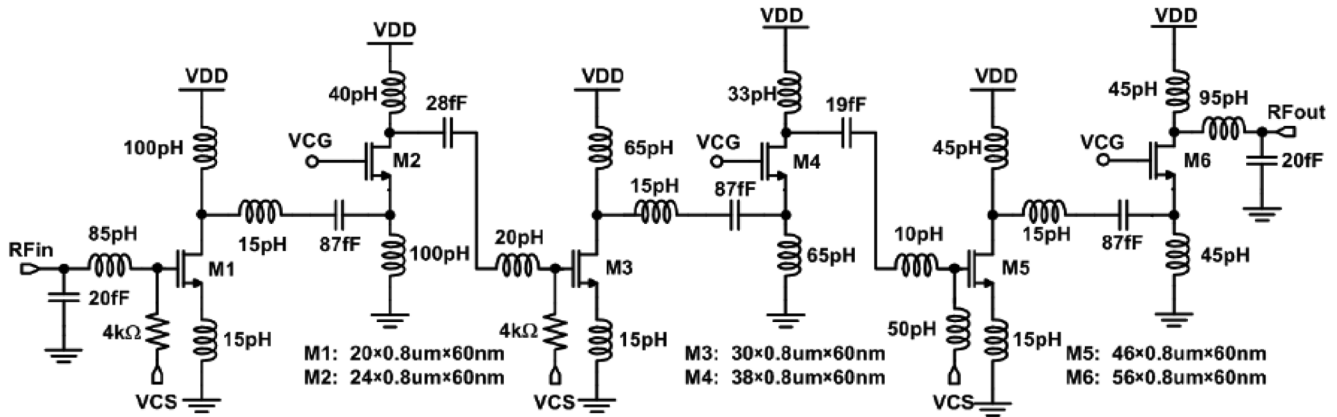 VDD
VDD
VDD
VDD
VDD
VDD
40pH
28fF
33pH
19fF
45pH
95pH
RFout
100pH
VCG
M2
65pH
VCG
M4
45pH
VCG
M6
20fF
15pH
87fF
15pH
87fF
15pH
87fF
RFin
85pH
M1
100pH
20pH
M3
65pH
10pH
M5
45pH
20fF
4kΩ
15pH
4kΩ
15pH
50pH
15pH
M1: 20×0.8um×60nm
M2: 24×0.8um×60nm
M3: 30×0.8um×60nm
M4: 38×0.8um×60nm
M5: 46×0.8um×60nm
M6: 56×0.8um×60nm
VCS
VCS
VCS